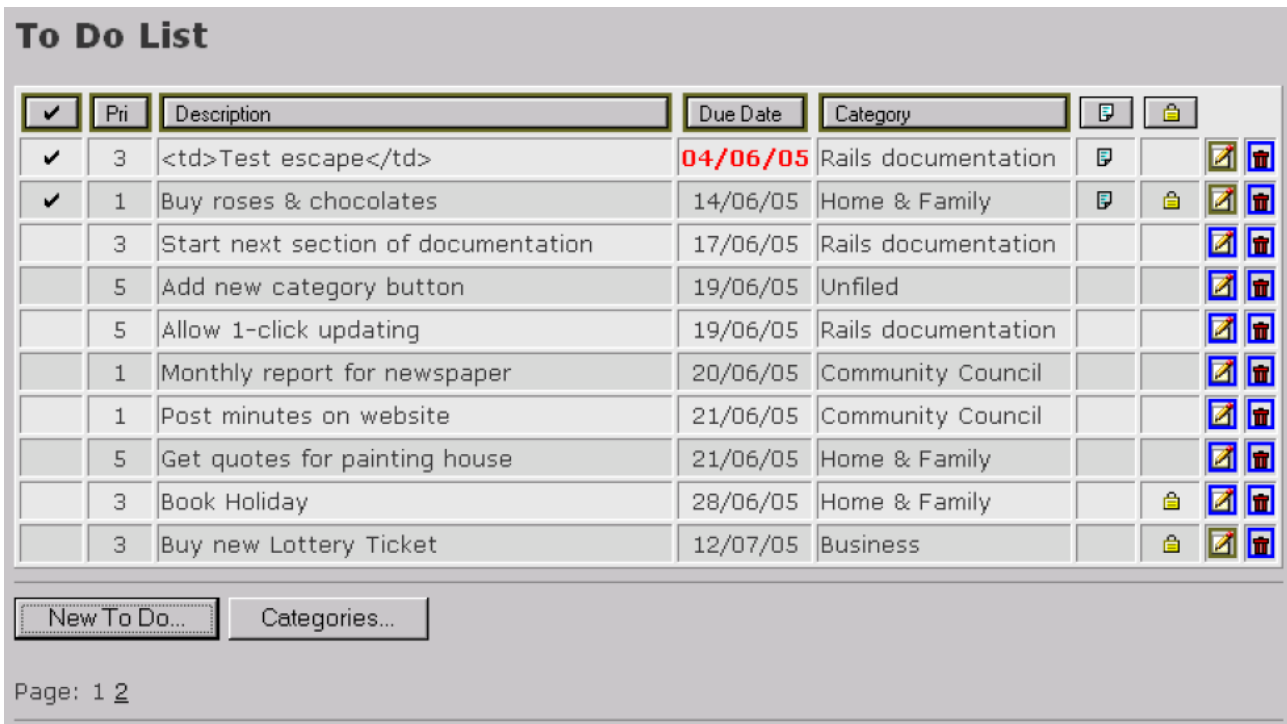 To Do List
✔ Pri Description Due Date Category
✔ 3 <td>Test escape</td> 04/06/05 Rails documentation
✔ 1 Buy roses & chocolates 14/06/05 Home & Family
3 Start next section of documentation 17/06/05 Rails documentation
5 Add new category button 19/06/05 Unfiled
5 Allow 1-click updating 19/06/05 Rails documentation
1 Monthly report for newspaper 20/06/05 Community Council
1 Post minutes on website 21/06/05 Community Council
5 Get quotes for painting house 21/06/05 Home & Family
3 Book Holiday 28/06/05 Home & Family
3 Buy new Lottery Ticket 12/07/05 Business
New To Do... Categories...
Page: 1 2